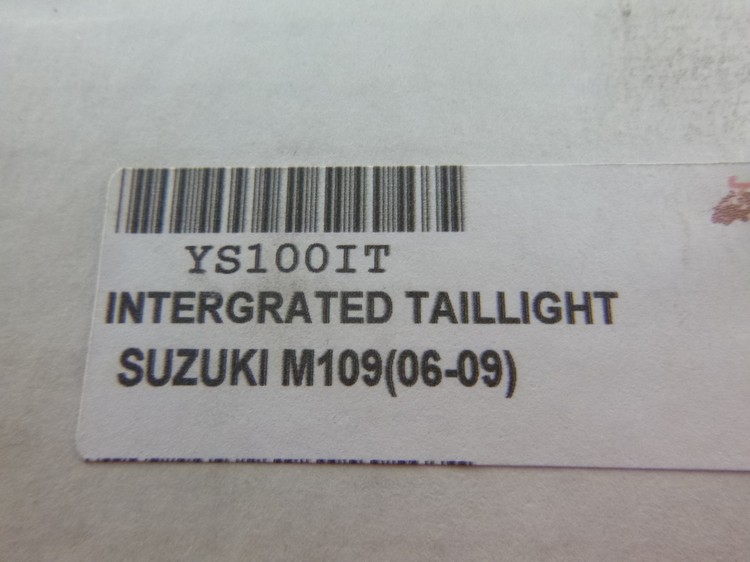 YS100IT
INTERGRATED TAILLIGHT
SUZUKI M109(06-09)